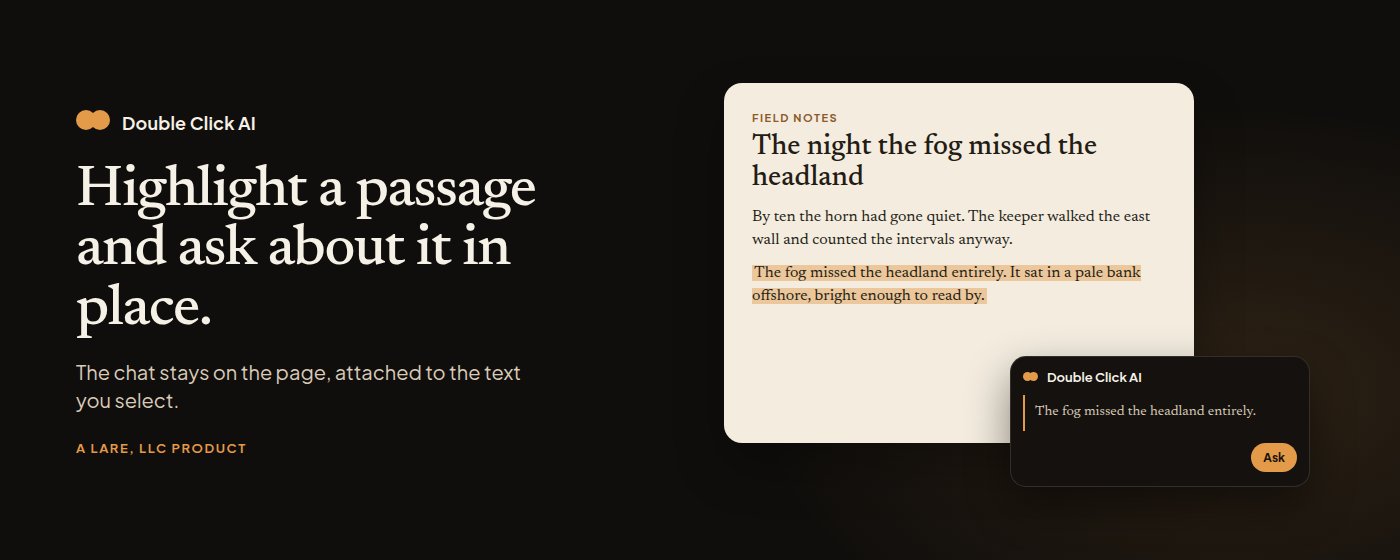 Double Click AI
Highlight a passage
and ask about it in
place.
The chat stays on the page, attached to the text
you select.
A LARE, LLC PRODUCT
FIELD NOTES
The night the fog missed the
headland
By ten the horn had gone quiet. The keeper walked the east
wall and counted the intervals anyway.
The fog missed the headland entirely. It sat in a pale bank
offshore, bright enough to read by.
Double Click AI
The fog missed the headland entirely.
Ask